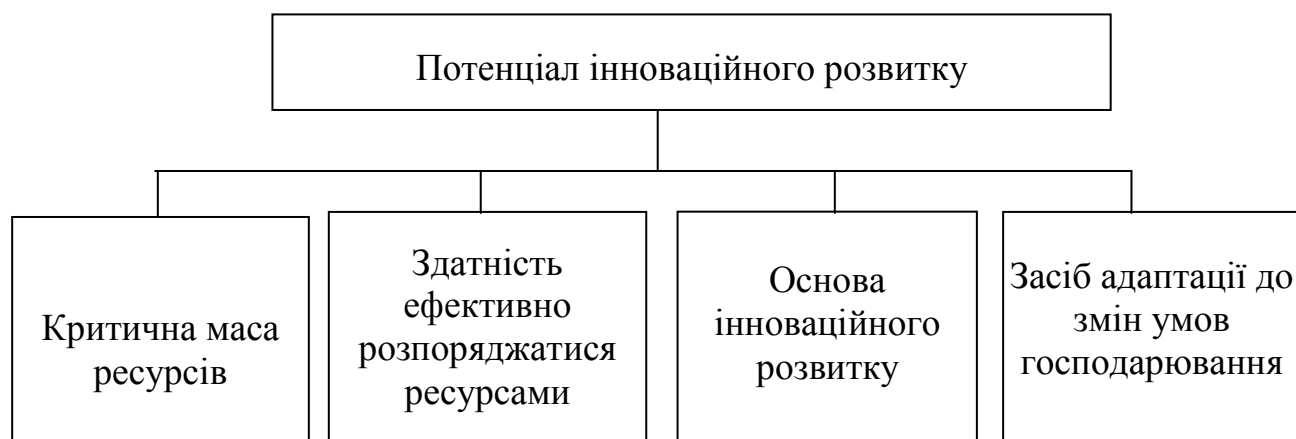 Потенціал інноваційного розвитку
Критична маса
ресурсів
Здатність
ефективно
розпоряджатися
ресурсами
Основа
інноваційного
розвитку
Засіб адаптації до
змін умов
господарювання